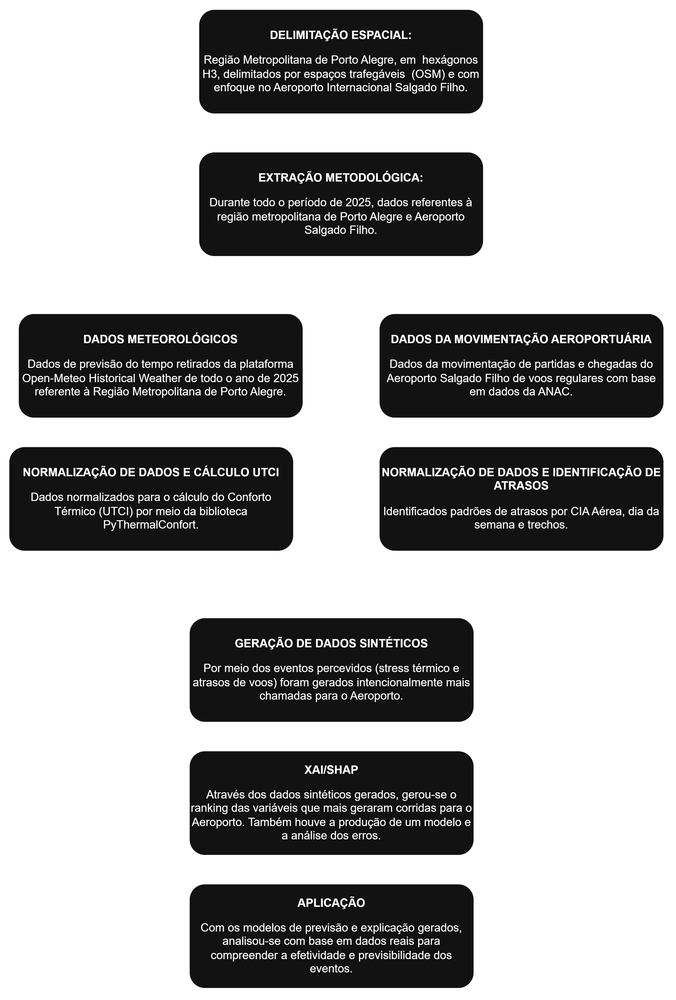 DELIMITAÇÃO ESPACIAL:
Região Metropolitana de Porto Alegre, em  hexágonos
H3, delimitados por espaços trafegáveis  (OSM) e com
enfoque no Aeroporto Internacional Salgado Filho.
EXTRAÇÃO METODOLÓGICA:
Durante todo o período de 2025, dados referentes à
região metropolitana de Porto Alegre e Aeroporto
Salgado Filho.
DADOS METEOROLÓGICOS
Dados de previsão do tempo retirados da plataforma
Open-Meteo Historical Weather de todo o ano de 2025
referente à Região Metropolitana de Porto Alegre.
DADOS DA MOVIMENTAÇÃO AEROPORTUÁRIA
Dados da movimentação de partidas e chegadas do
Aeroporto Salgado Filho de voos regulares com base
em dados da ANAC.
NORMALIZAÇÃO DE DADOS E CÁLCULO UTCI
Dados normalizados para o cálculo do Conforto
Térmico (UTCI) por meio da biblioteca
PyThermalConfort.
NORMALIZAÇÃO DE DADOS E IDENTIFICAÇÃO DE
ATRASOS
Identificados padrões de atrasos por CIA Aérea, dia da
semana e trechos.
GERAÇÃO DE DADOS SINTÉTICOS
Por meio dos eventos percevidos (stress térmico e
atrasos de voos) foram gerados intencionalmente mais
chamadas para o Aeroporto.
XAI/SHAP
Através dos dados sintéticos gerados, gerou-se o
ranking das variáveis que mais geraram corridas para o
Aeroporto. Também houve a produção de um modelo e
a análise dos erros.
APLICAÇÃO
Com os modelos de previsão e explicação gerados,
analisou-se com base em dados reais para
compreender a efetividade e previsibilidade dos
eventos.